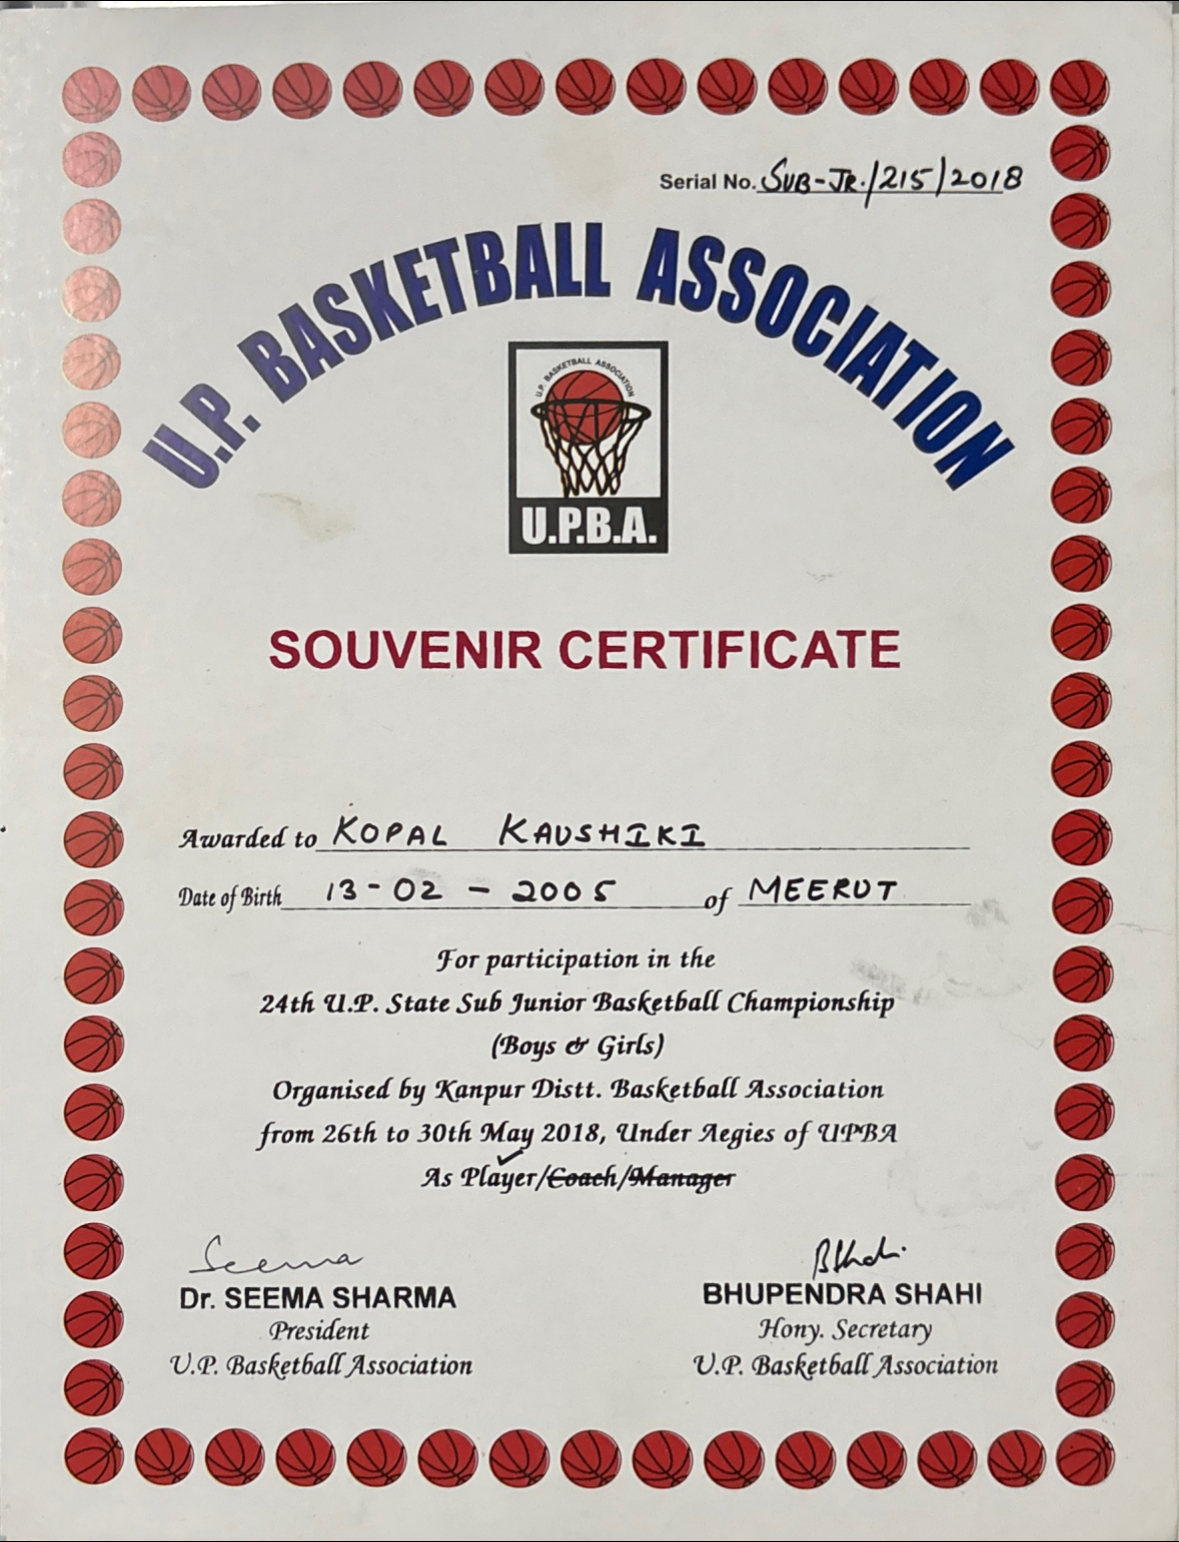 Serial No. SUB-JR./215/2018
U.P. BASKETBALL ASSOCIATION
U.P. BASKETBALL ASSOCIATION
U.P.B.A.
SOUVENIR CERTIFICATE
Awarded to KOPAL KAUSHIKI
Date of Birth 13-02-2005 of MEERUT
For participation in the
24th U.P. State Sub Junior Basketball Championship
(Boys & Girls)
Organised by Kanpur Distt. Basketball Association
from 26th to 30th May 2018, Under Aegies of UPBA
As Player/Coach/Manager
Seema BShahi
Dr. SEEMA SHARMA BHUPENDRA SHAHI
President Hony. Secretary
U.P. Basketball Association U.P. Basketball Association